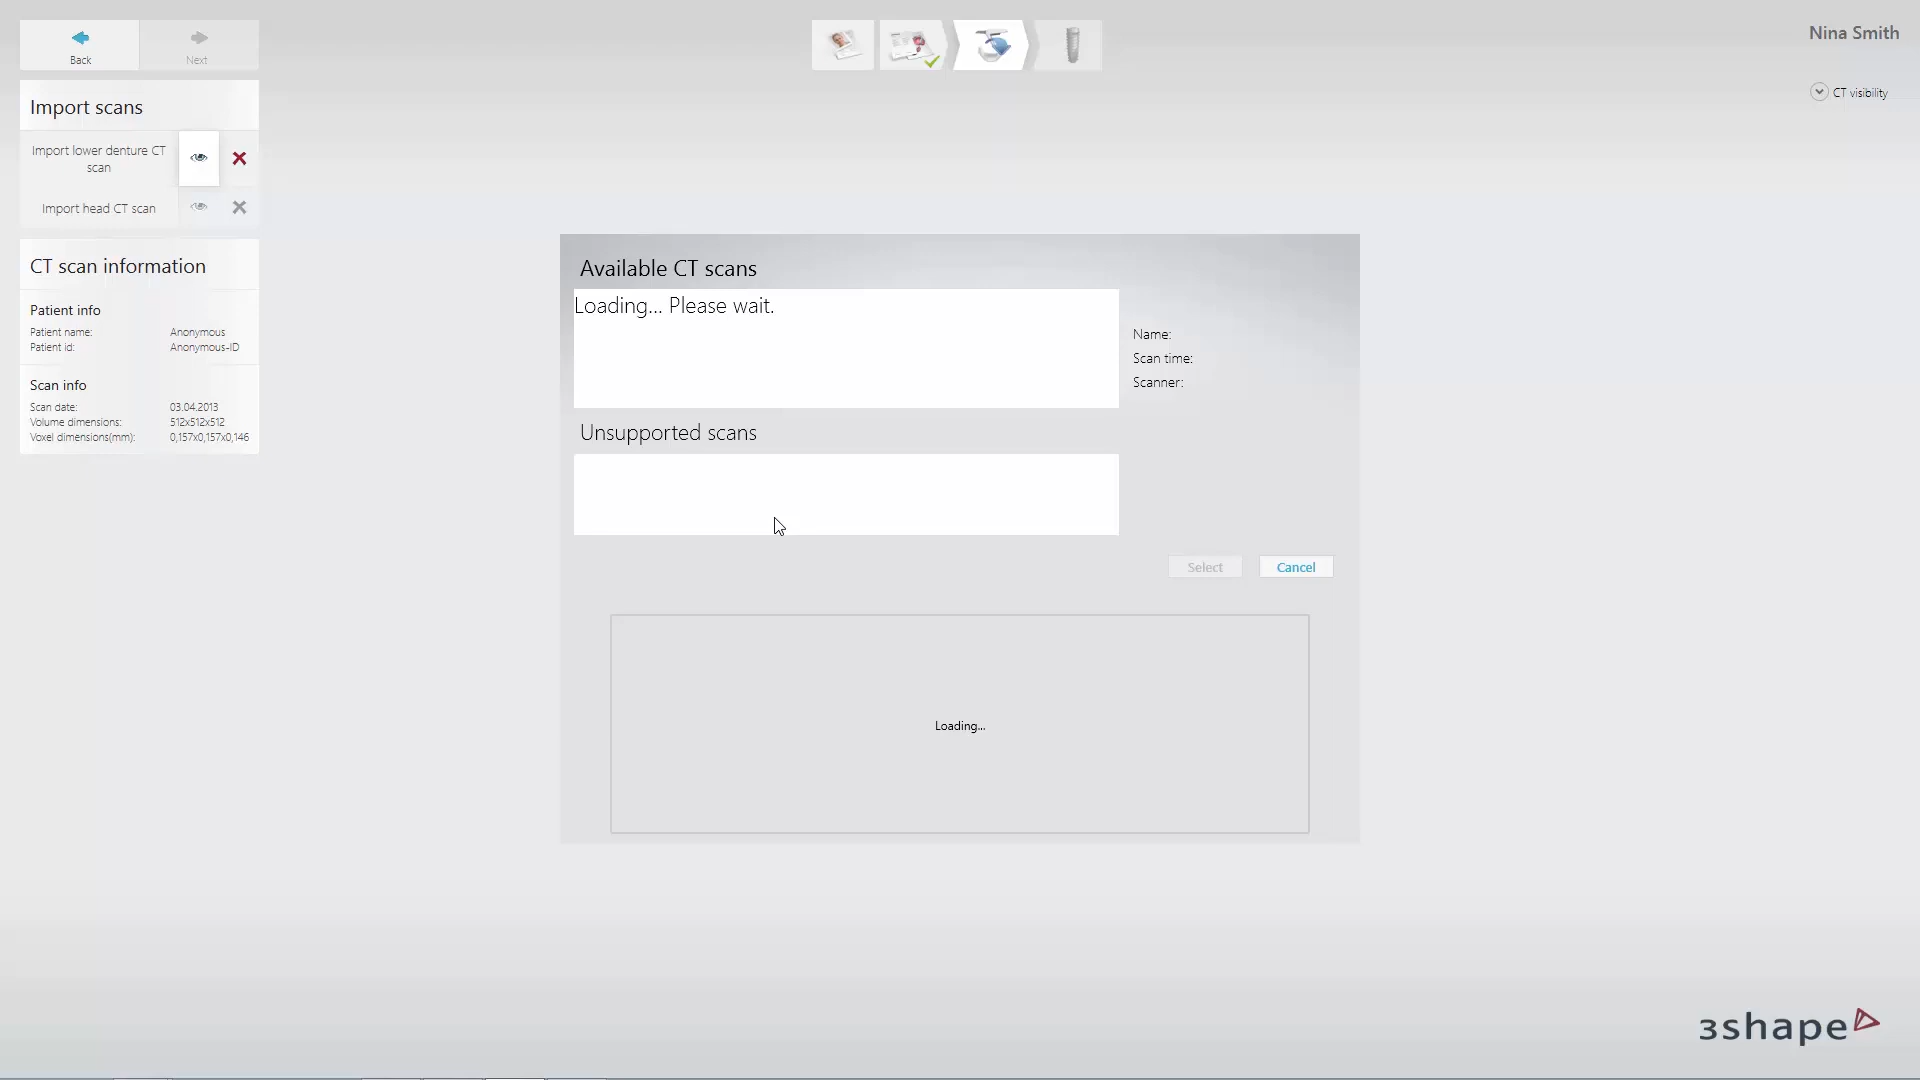 Back
Next
Nina Smith
CT visibility
Import scans
Import lower denture CT
scan
Import head CT scan
CT scan information
Patient info
Patient name: Anonymous
Patient id: Anonymous-ID
Scan info
Scan date: 03.04.2013
Volume dimensions: 512x512x512
Voxel dimensions(mm): 0,157x0,157x0,146
Available CT scans
Loading... Please wait.
Name:
Scan time:
Scanner:
Unsupported scans
Select
Cancel
Loading...
3shape